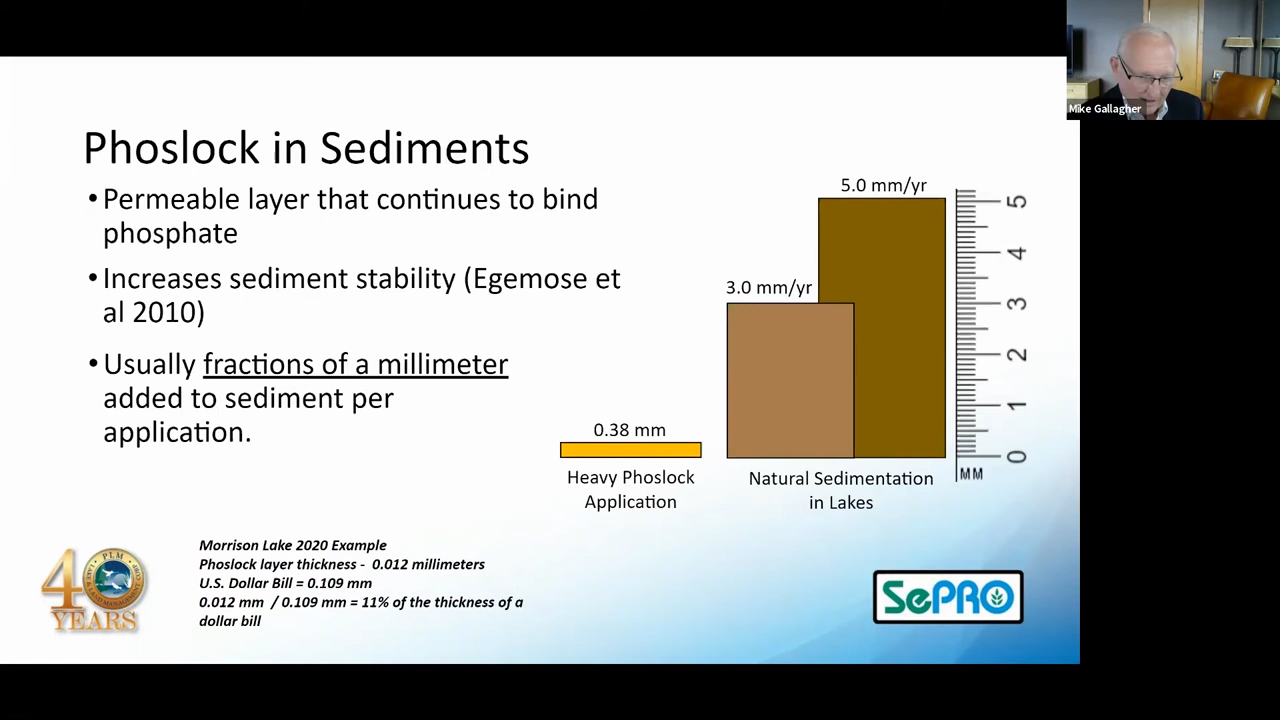 Mike Gallagher
Phoslock in Sediments
•Permeable layer that continues to bind
phosphate
•Increases sediment stability (Egemose et
al 2010)
•Usually fractions of a millimeter
added to sediment per
application.
5.0 mm/yr
3.0 mm/yr
0.38 mm
Heavy Phoslock
Application
Natural Sedimentation
in Lakes
5
4
3
2
1
0
MM
Morrison Lake 2020 Example
Phoslock layer thickness - 0.012 millimeters
U.S. Dollar Bill = 0.109 mm
0.012 mm / 0.109 mm = 11% of the thickness of a
dollar bill
40
PLM
YEARS
SePRO